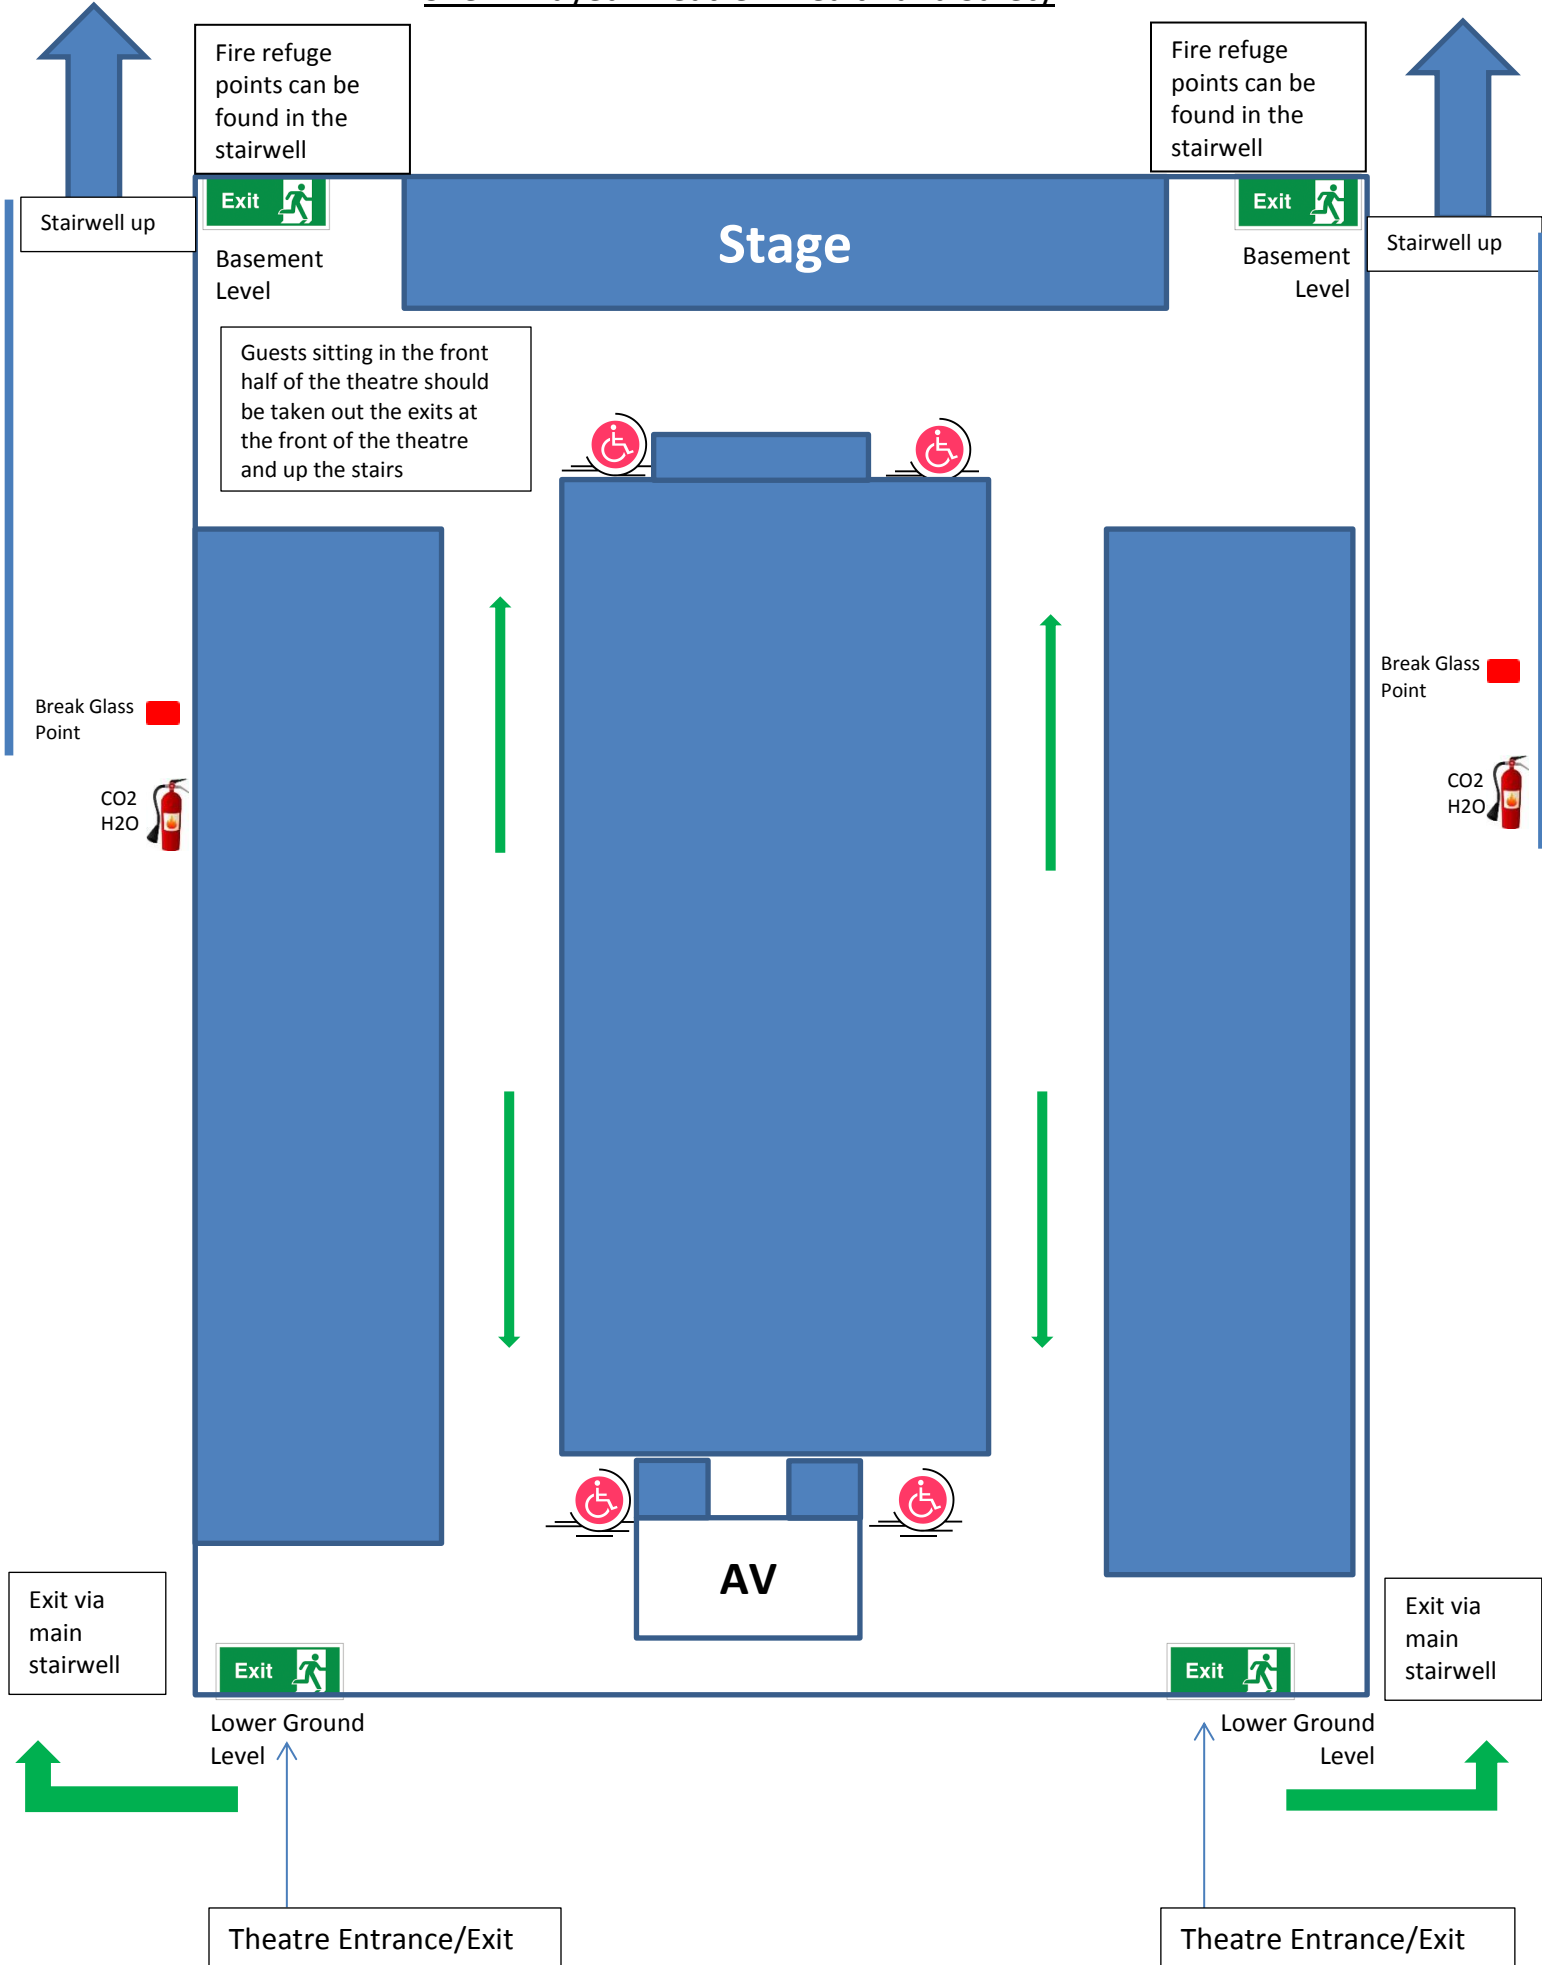 Fire refuge
points can be
found in the
stairwell
Fire refuge
points can be
found in the
stairwell
Exit
Stage
Exit
Stairwell up
Stairwell up
Basement
Level
Basement
Level
Guests sitting in the front
half of the theatre should
be taken out the exits at
the front of the theatre
and up the stairs
Break Glass
Point
Break Glass
Point
CO2
H2O
CO2
H2O
AV
Exit via
main
stairwell
Exit via
main
stairwell
Exit
Exit
Lower Ground
Level
Lower Ground
Level
Theatre Entrance/Exit
Theatre Entrance/Exit